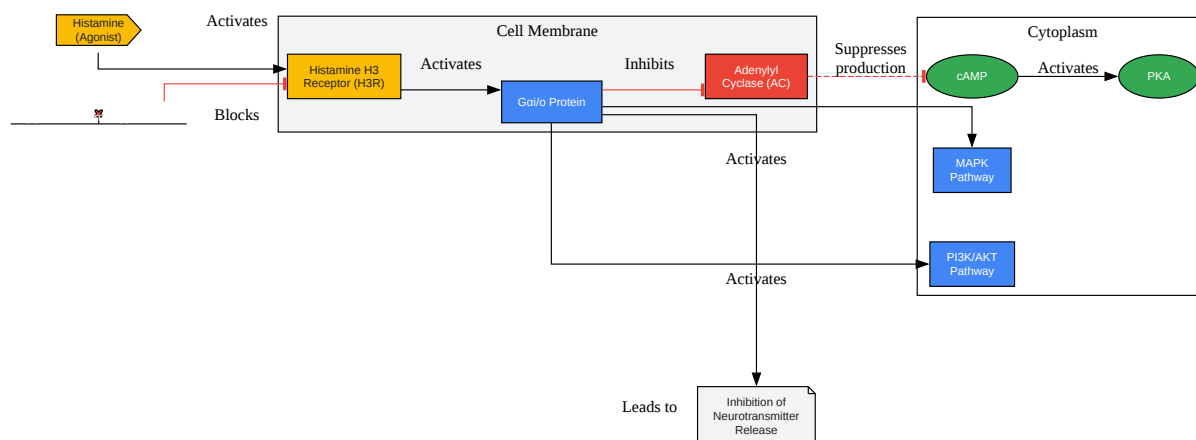 Activates
Histamine
(Agonist)
Cell Membrane
Cytoplasm
Histamine H3
Receptor (H3R)
Activates
Inhibits
Adenylyl
Cyclase (AC)
Suppresses
production
cAMP
Activates
PKA
Gαi/o Protein
Blocks
Activates
MAPK
Pathway
PI3K/AKT
Pathway
Activates
Leads to
Inhibition of
Neurotransmitter
Release